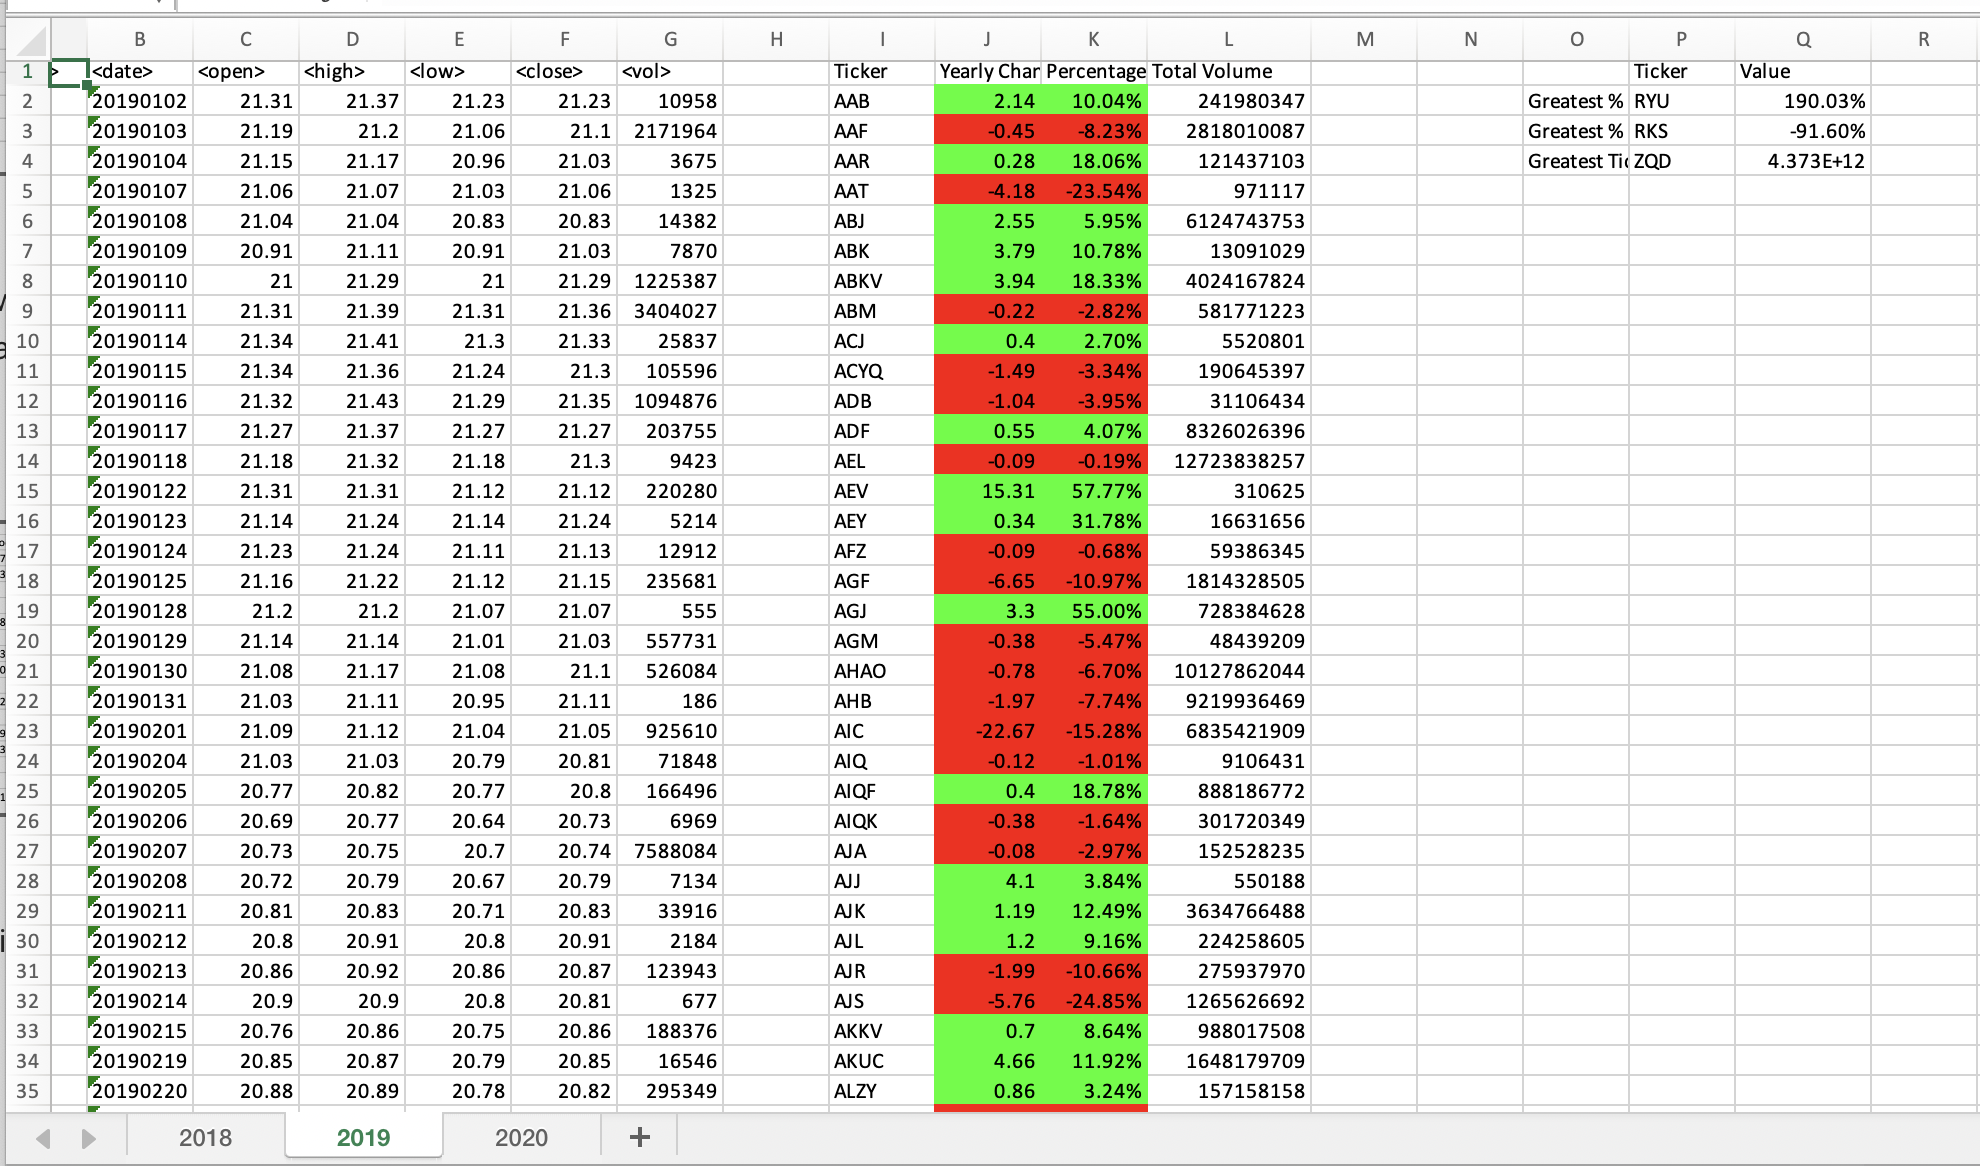 B C D E F G H I J K L M N O P Q R
1 > <date> <open> <high> <low> <close> <vol> Ticker Yearly Char Percentage Total Volume Ticker Value
2 20190102 21.31 21.37 21.23 21.23 10958 AAB 2.14 10.04% 241980347 Greatest % RYU 190.03%
3 20190103 21.19 21.2 21.06 21.1 2171964 AAF -0.45 -8.23% 2818010087 Greatest % RKS -91.60%
4 20190104 21.15 21.17 20.96 21.03 3675 AAR 0.28 18.06% 121437103 Greatest Tic ZQD 4.373E+12
5 20190107 21.06 21.07 21.03 21.06 1325 AAT -4.18 -23.54% 971117
6 20190108 21.04 21.04 20.83 20.83 14382 ABJ 2.55 5.95% 6124743753
7 20190109 20.91 21.11 20.91 21.03 7870 ABK 3.79 10.78% 13091029
8 20190110 21 21.29 21 21.29 1225387 ABKV 3.94 18.33% 4024167824
9 20190111 21.31 21.39 21.31 21.36 3404027 ABM -0.22 -2.82% 581771223
10 20190114 21.34 21.41 21.3 21.33 25837 ACJ 0.4 2.70% 5520801
11 20190115 21.34 21.36 21.24 21.3 105596 ACYQ -1.49 -3.34% 190645397
12 20190116 21.32 21.43 21.29 21.35 1094876 ADB -1.04 -3.95% 31106434
13 20190117 21.27 21.37 21.27 21.27 203755 ADF 0.55 4.07% 8326026396
14 20190118 21.18 21.32 21.18 21.3 9423 AEL -0.09 -0.19% 12723838257
15 20190122 21.31 21.31 21.12 21.12 220280 AEV 15.31 57.77% 310625
16 20190123 21.14 21.24 21.14 21.24 5214 AEY 0.34 31.78% 16631656
17 20190124 21.23 21.24 21.11 21.13 12912 AFZ -0.09 -0.68% 59386345
18 20190125 21.16 21.22 21.12 21.15 235681 AGF -6.65 -10.97% 1814328505
19 20190128 21.2 21.2 21.07 21.07 555 AGJ 3.3 55.00% 728384628
20 20190129 21.14 21.14 21.01 21.03 557731 AGM -0.38 -5.47% 48439209
21 20190130 21.08 21.17 21.08 21.1 526084 AHAO -0.78 -6.70% 10127862044
22 20190131 21.03 21.11 20.95 21.11 186 AHB -1.97 -7.74% 9219936469
23 20190201 21.09 21.12 21.04 21.05 925610 AIC -22.67 -15.28% 6835421909
24 20190204 21.03 21.03 20.79 20.81 71848 AIQ -0.12 -1.01% 9106431
25 20190205 20.77 20.82 20.77 20.8 166496 AIQF 0.4 18.78% 888186772
26 20190206 20.69 20.77 20.64 20.73 6969 AIQK -0.38 -1.64% 301720349
27 20190207 20.73 20.75 20.7 20.74 7588084 AJA -0.08 -2.97% 152528235
28 20190208 20.72 20.79 20.67 20.79 7134 AJJ 4.1 3.84% 550188
29 20190211 20.81 20.83 20.71 20.83 33916 AJK 1.19 12.49% 3634766488
30 20190212 20.8 20.91 20.8 20.91 2184 AJL 1.2 9.16% 224258605
31 20190213 20.86 20.92 20.86 20.87 123943 AJR -1.99 -10.66% 275937970
32 20190214 20.9 20.9 20.8 20.81 677 AJS -5.76 -24.85% 1265626692
33 20190215 20.76 20.86 20.75 20.86 188376 AKKV 0.7 8.64% 988017508
34 20190219 20.85 20.87 20.79 20.85 16546 AKUC 4.66 11.92% 1648179709
35 20190220 20.88 20.89 20.78 20.82 295349 ALZY 0.86 3.24% 157158158
2018 2019 2020 +